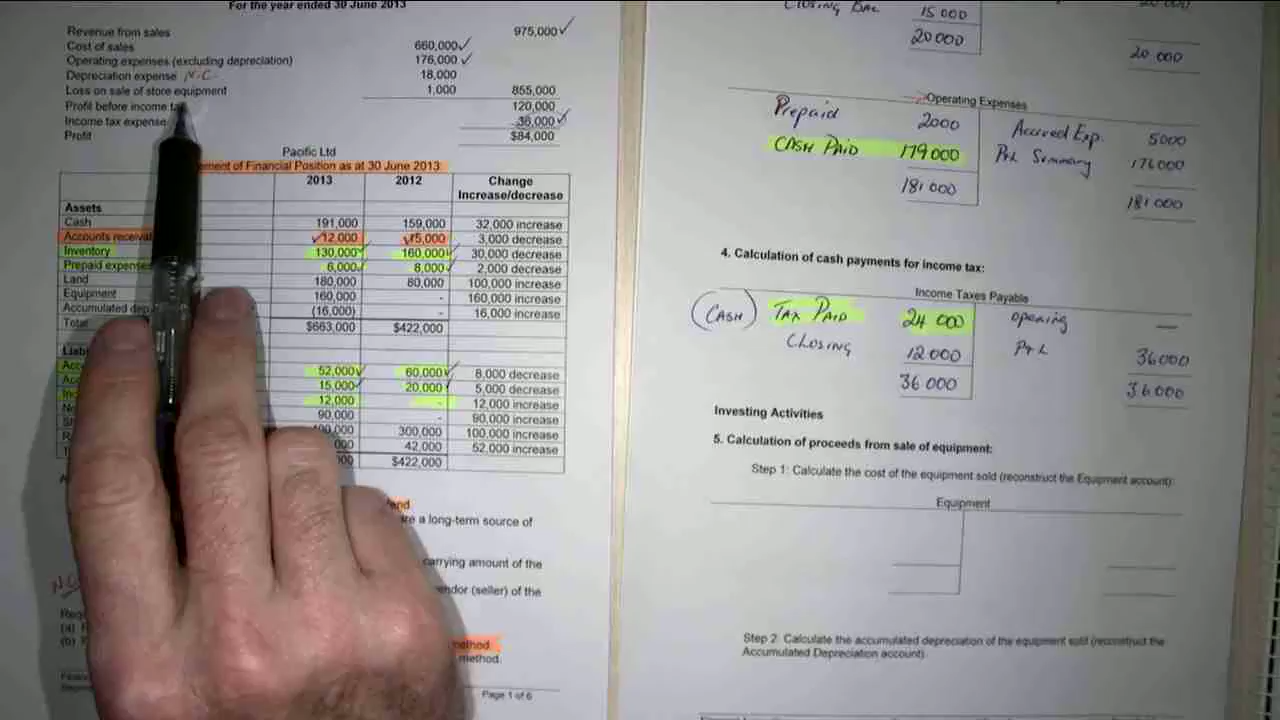 For the year ended 30 June 2013
Revenue from sales 975,000
Cost of sales 660,000
Operating expenses (excluding depreciation) 176,000
Depreciation expense N.C. 18,000
Loss on sale of store equipment 1,000 855,000
Profit before income 120,000
Income tax expense 36,000
Profit $84,000
Pacific Ltd
of Financial Position as at 30 June 2013
2013 2012 Change
Increase/decrease
Assets
Cash 191,000 159,000 32,000 increase
Accounts 12,000 15,000 3,000 decrease
Inventory 130,000 160,000 30,000 decrease
Prepaid expenses 6,000 8,000 2,000 decrease
Land 180,000 80,000 100,000 increase
Equipment 160,000 - 160,000 increase
Accumulated dep (16,000) - 16,000 increase
Total $663,000 $422,000
52,000 60,000 8,000 decrease
15,000 20,000 5,000 decrease
12,000 - 12,000 increase
90,000 - 90,000 increase
300,000 100,000 increase
42,000 52,000 increase
$422,000
a long-term source of
carrying amount of the
(seller) of the
(a)
(b)
method
method.
Page 1 of 6
CLOSING BAL 15 000
20 000 20 000
Operating Expenses
Prepaid 2000 Accrued Exp. 5000
CASH PAID 179 000 P&L Summary 176000
181 000 181 000
4. Calculation of cash payments for income tax:
Income Taxes Payable
(CASH) TAX PAID 24 000 Opening —
CLOSING 12 000 P&L 36000
36 000 36 000
Investing Activities
5. Calculation of proceeds from sale of equipment:
Step 1: Calculate the cost of the equipment sold (reconstruct the Equipment account)
Equipment
Step 2: Calculate the accumulated depreciation of the equipment sold (reconstruct the
Accumulated Depreciation account).